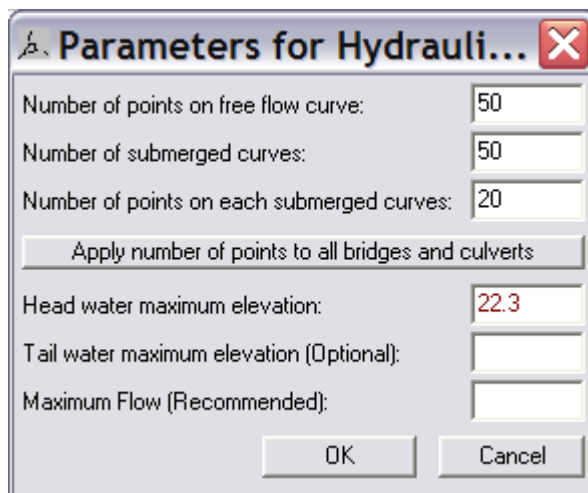 Parameters for Hydrauli...
Number of points on free flow curve: 50
Number of submerged curves: 50
Number of points on each submerged curves: 20
Apply number of points to all bridges and culverts
Head water maximum elevation: 22.3
Tail water maximum elevation (Optional):
Maximum Flow (Recommended):
OK Cancel